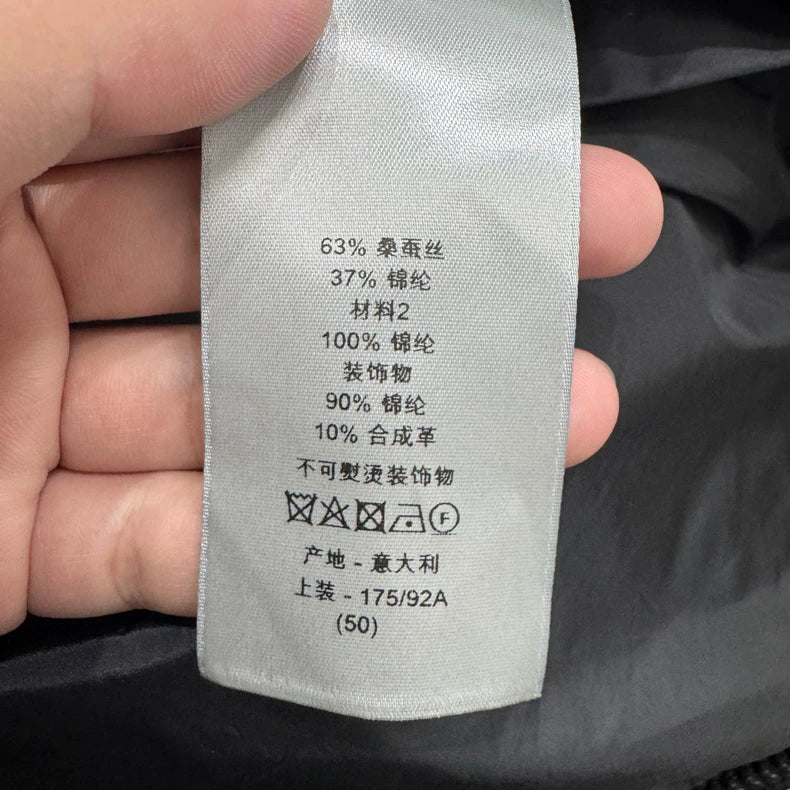 63% 桑蚕丝
37% 锦纶
材料2
100% 锦纶
装饰物
90% 锦纶
10% 合成革
不可熨烫装饰物
F
产地 - 意大利
上装 - 175/92A
(50)